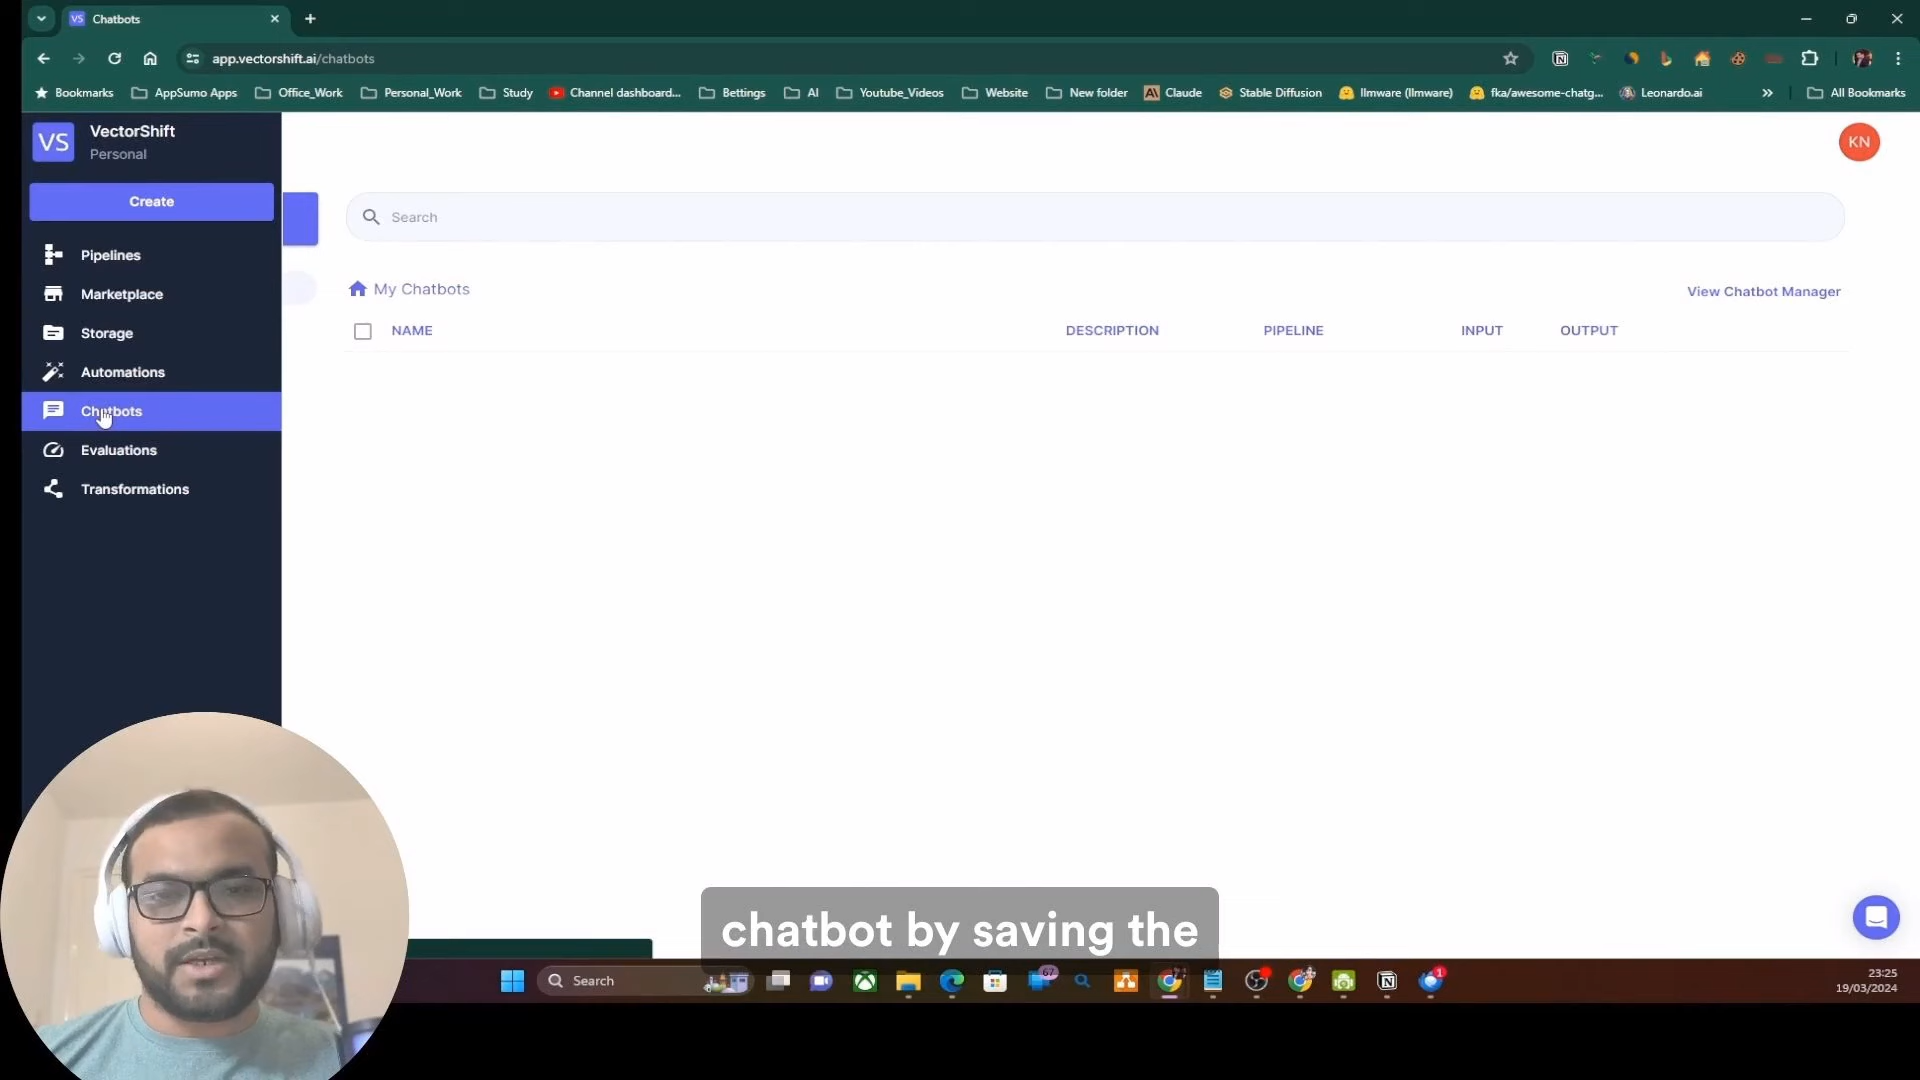 VS Chatbots
app.vectorshift.ai/chatbots
Bookmarks AppSumo Apps Office_Work Personal_Work Study Channel dashboard... Bettings AI Youtube_Videos Website New folder Claude Stable Diffusion llmware (llmware) fka/awesome-chatg... Leonardo.ai All Bookmarks
VS VectorShift
Personal
KN
Create
Search
Pipelines
Marketplace
Storage
Automations
Chatbots
Evaluations
Transformations
My Chatbots
View Chatbot Manager
NAME DESCRIPTION PIPELINE INPUT OUTPUT
chatbot by saving the
Search
67
1
23:25
19/03/2024